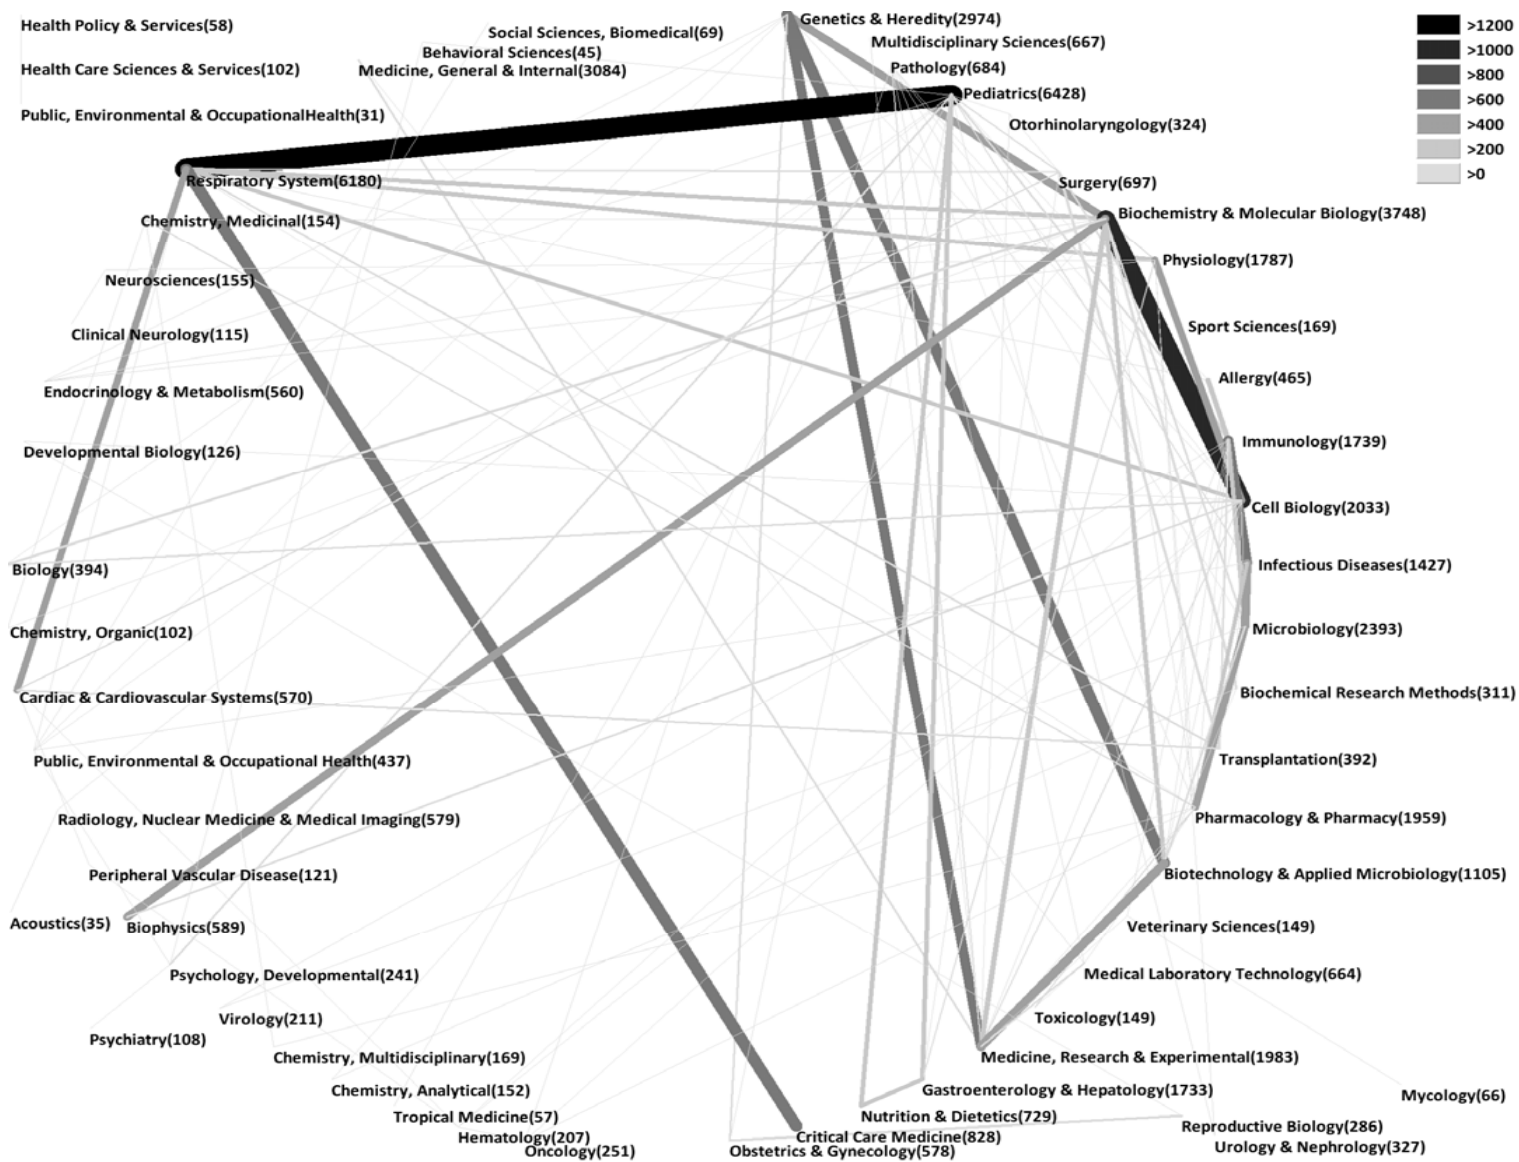 Health Policy & Services(58)
Social Sciences, Biomedical(69)
Behavioral Sciences(45)
Health Care Sciences & Services(102)
Medicine, General & Internal(3084)
Public, Environmental & OccupationalHealth(31)
Genetics & Heredity(2974)
Multidisciplinary Sciences(667)
Pathology(684)
Pediatrics(6428)
Otorhinolaryngology(324)
Surgery(697)
Biochemistry & Molecular Biology(3748)
Physiology(1787)
Sport Sciences(169)
Allergy(465)
Immunology(1739)
Cell Biology(2033)
Infectious Diseases(1427)
Microbiology(2393)
Biochemical Research Methods(311)
Transplantation(392)
Pharmacology & Pharmacy(1959)
Biotechnology & Applied Microbiology(1105)
Veterinary Sciences(149)
Medical Laboratory Technology(664)
Toxicology(149)
Medicine, Research & Experimental(1983)
Gastroenterology & Hepatology(1733)
Mycology(66)
Nutrition & Dietetics(729)
Reproductive Biology(286)
Critical Care Medicine(828)
Urology & Nephrology(327)
Obstetrics & Gynecology(578)
Respiratory System(6180)
Chemistry, Medicinal(154)
Neurosciences(155)
Clinical Neurology(115)
Endocrinology & Metabolism(560)
Developmental Biology(126)
Biology(394)
Chemistry, Organic(102)
Cardiac & Cardiovascular Systems(570)
Public, Environmental & Occupational Health(437)
Radiology, Nuclear Medicine & Medical Imaging(579)
Peripheral Vascular Disease(121)
Acoustics(35)
Biophysics(589)
Psychology, Developmental(241)
Virology(211)
Psychiatry(108)
Chemistry, Multidisciplinary(169)
Chemistry, Analytical(152)
Tropical Medicine(57)
Hematology(207)
Oncology(251)
>1200
>1000
>800
>600
>400
>200
>0